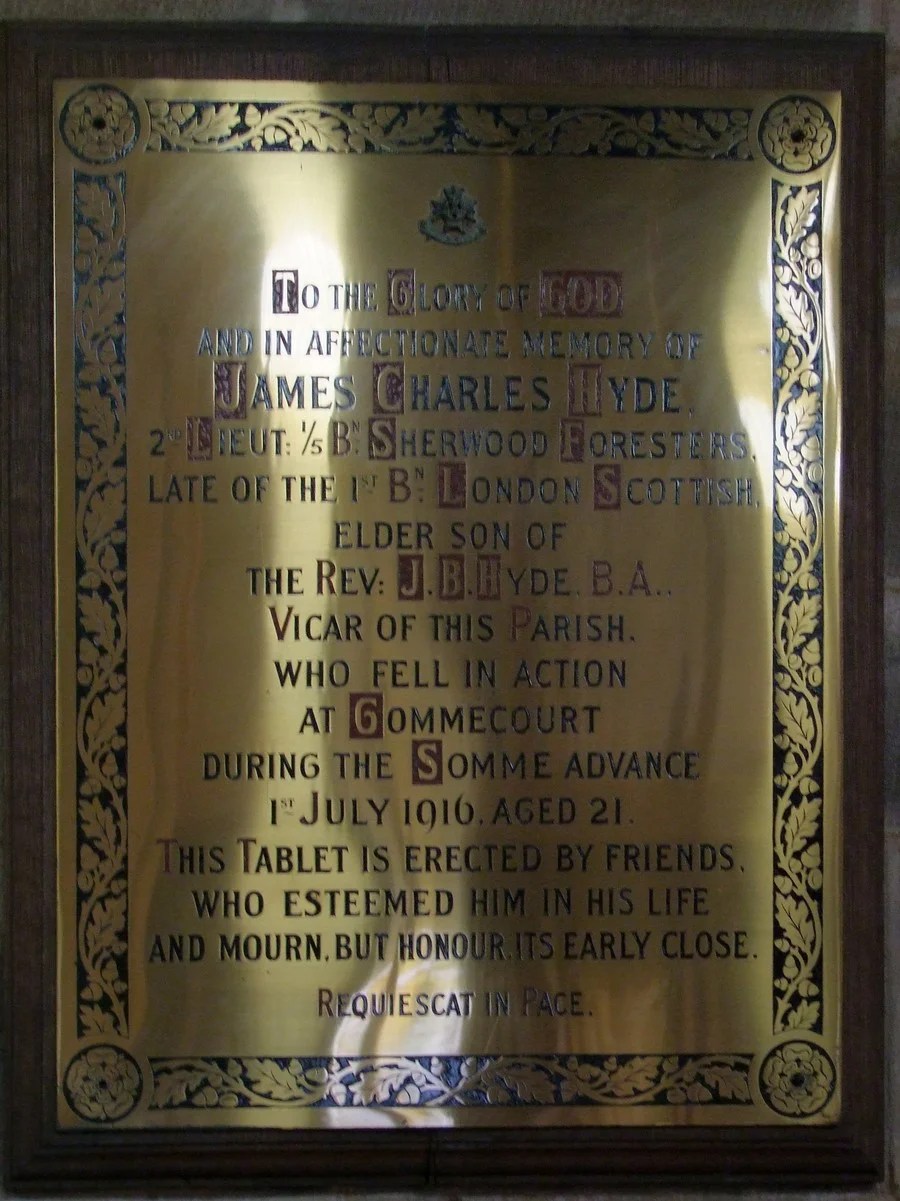 TO THE GLORY OF GOD
AND IN AFFECTIONATE MEMORY OF
JAMES CHARLES HYDE,
2ND LIEUT: 1/5 BN: SHERWOOD FORESTERS,
LATE OF THE 1ST BN: LONDON SCOTTISH,
ELDER SON OF
THE REV: J.B.HYDE. B.A..
VICAR OF THIS PARISH.
WHO FELL IN ACTION
AT GOMMECOURT
DURING THE SOMME ADVANCE
1ST JULY 1916. AGED 21.
THIS TABLET IS ERECTED BY FRIENDS,
WHO ESTEEMED HIM IN HIS LIFE
AND MOURN, BUT HONOUR, ITS EARLY CLOSE.
REQUIESCAT IN PACE.